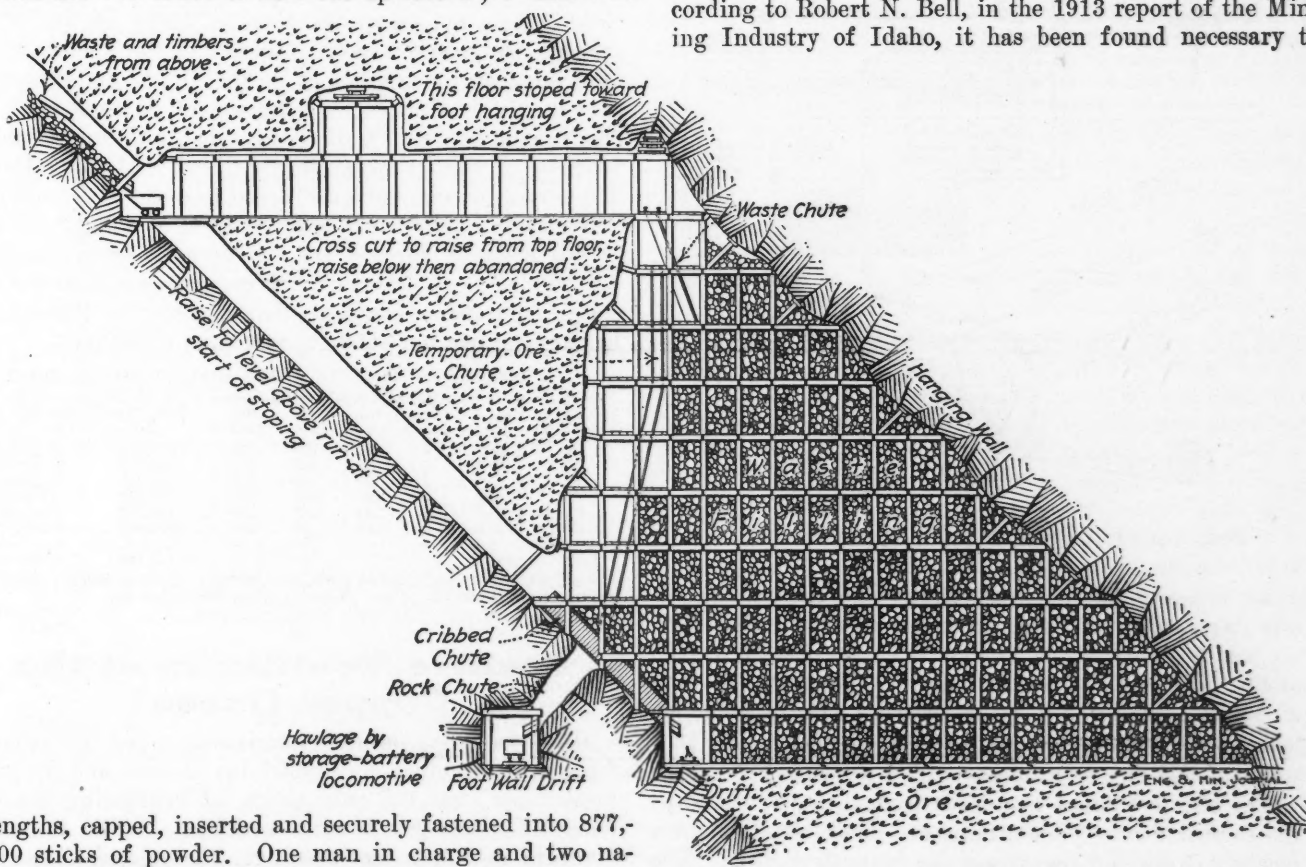 cording to Robert N. Bell, in the 1913 report of the Min-
ing Industry of Idaho, it has been found necessary t
Waste and timbers
from above
This floor stoped toward
foot hanging
Waste Chute
Cross cut to raise from top floor,
raise below then abandoned
Raise to level above run at
start of stoping
Temporary Ore
Chute
Hanging Wall
Waste
Filling
Cribbed
Chute
Rock Chute
Haulage by
storage-battery
locomotive
Foot Wall Drift
Drift
Ore
ENG. & MIN. JOURNAL
engths, capped, inserted and securely fastened into 877,-
00 sticks of powder. One man in charge and two na-